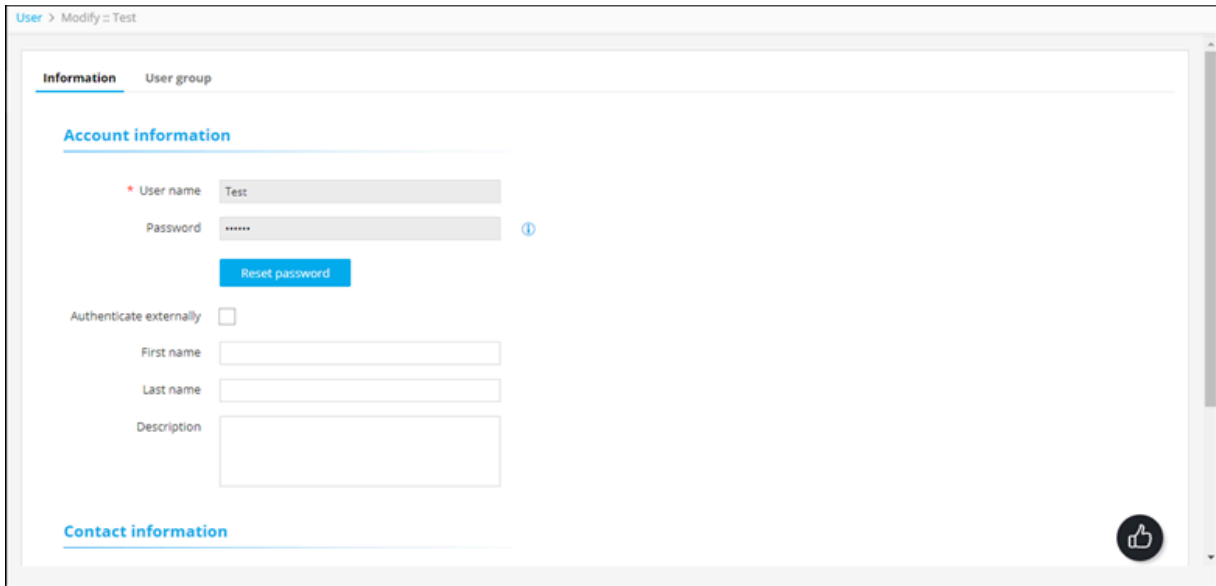 User > Modify :: Test
Information User group
Account information
* User name Test
Password ••••••
Reset password
Authenticate externally
First name
Last name
Description
Contact information